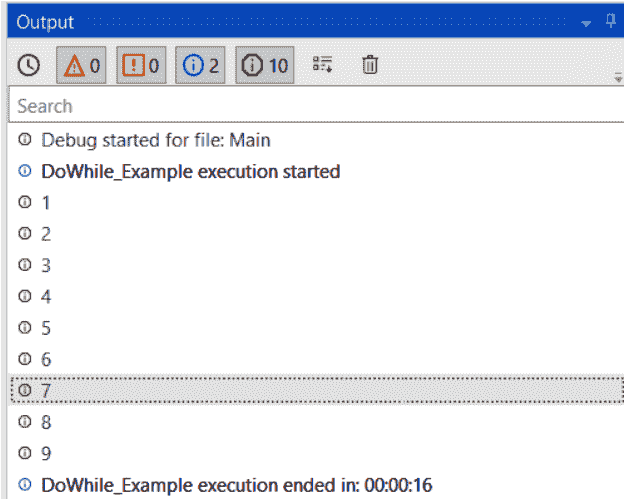 Output
0 0 2 10
Search
Debug started for file: Main
DoWhile_Example execution started
1
2
3
4
5
6
7
8
9
DoWhile_Example execution ended in: 00:00:16